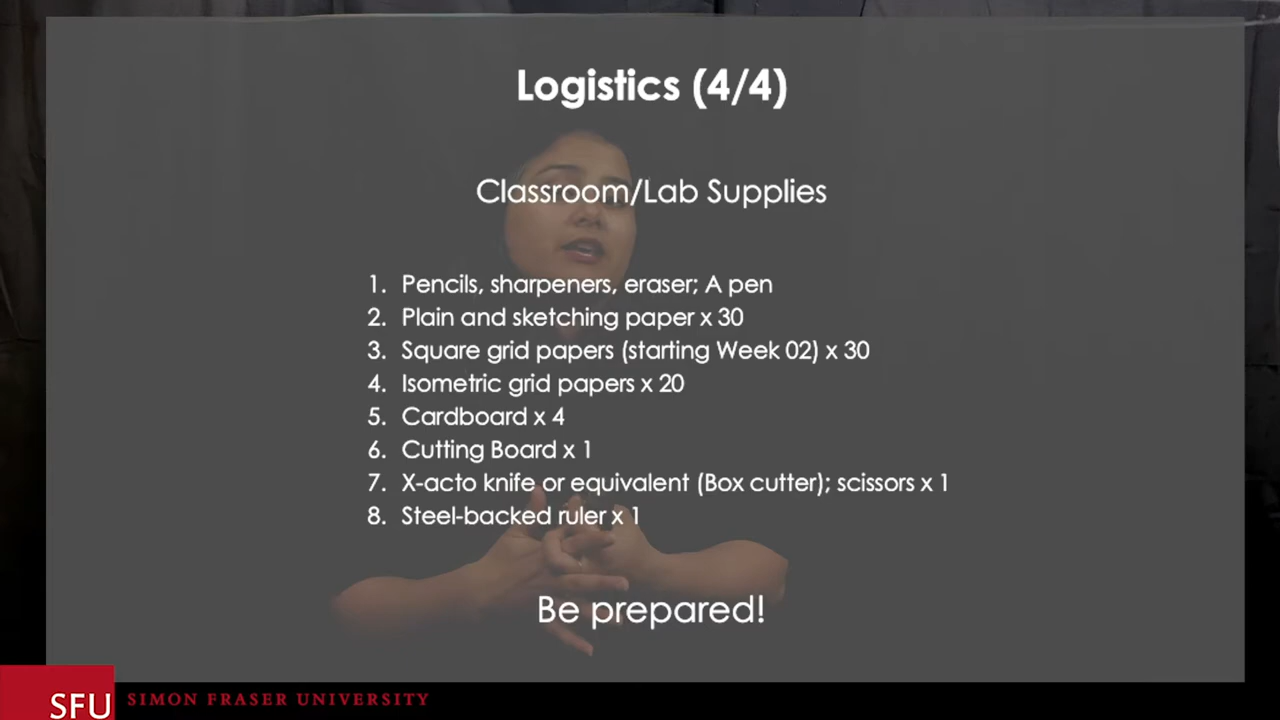 Logistics (4/4)
Classroom/Lab Supplies
1. Pencils, sharpeners, eraser; A pen
2. Plain and sketching paper x 30
3. Square grid papers (starting Week 02) x 30
4. Isometric grid papers x 20
5. Cardboard x 4
6. Cutting Board x 1
7. X-acto knife or equivalent (Box cutter); scissors x 1
8. Steel-backed ruler x 1
Be prepared!
SFU SIMON FRASER UNIVERSITY